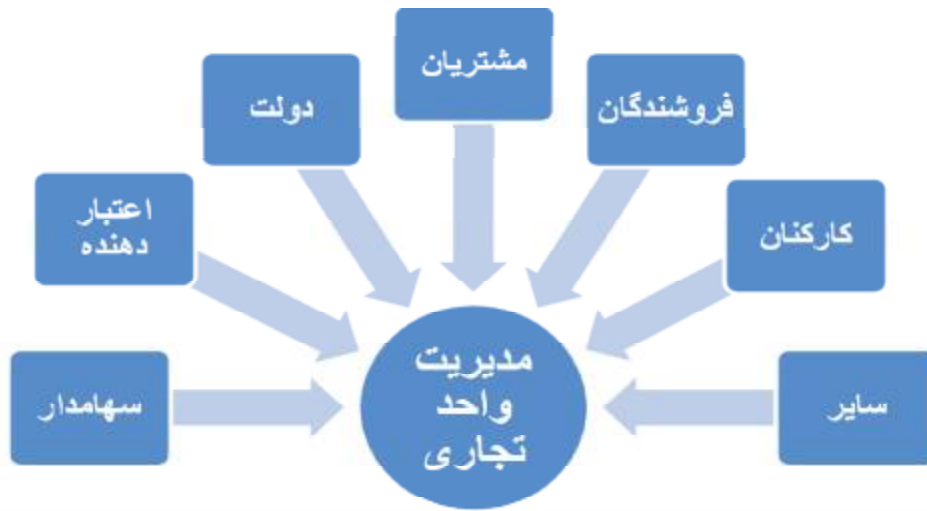 مشتریان
فروشندگان
دولت
کارکنان
اعتبار
دهنده
سایر
سهامدار
مدیریت
واحد
تجاری